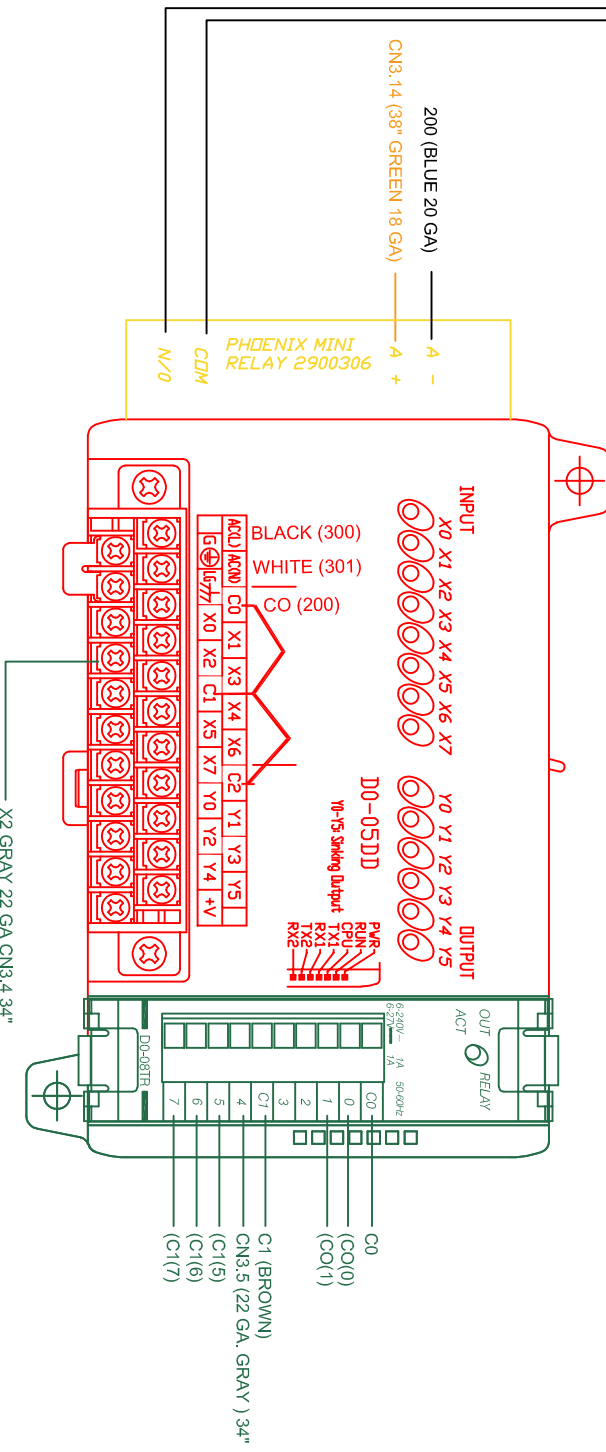 200 (BLUE 20 GA)
CN3.14 (38" GREEN 18 GA)
A -
A +
PHOENIX MINI
RELAY 2900306
COM
N/O
INPUT
X0 X1 X2 X3 X4 X5 X6 X7
Y0 Y1 Y2 Y3 Y4 Y5
OUTPUT
BLACK (300)
WHITE (301)
CO (200)
AC(L) AC(N) C0 X1 X3 X4 X6 C2 Y1 Y3 Y5
G LG X0 X2 C1 X5 X7 Y0 Y2 Y4 +V
D0-05DD
Y0-Y5: Sinking Output
PWR
RUN
CPU
TX1
RX1
TX2
RX2
X2 GRAY 22 GA CN3.4 34"
OUT
ACT
RELAY
6-240V~ 1A 50-60Hz
6-27V 1A
D0-08TR
C0
0
1
2
3
C1
4
5
6
7
C0
(CO(0)
(CO(1)
C1 (BROWN)
CN3.5 (22 GA. GRAY ) 34"
(C1(5)
(C1(6)
(C1(7)